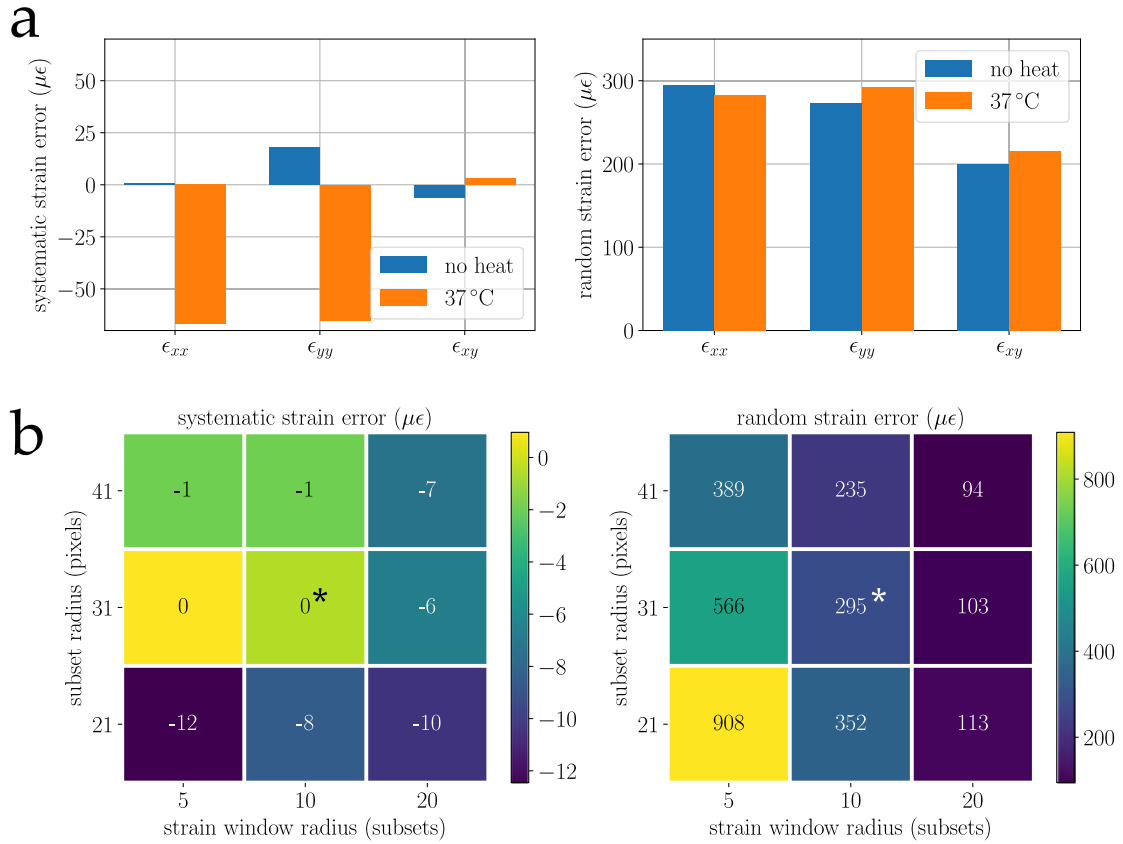 a
systematic strain error (µϵ)
50
25
0
−25
−50
ϵxx
ϵyy
ϵxy
no heat
37 °C
random strain error (µϵ)
300
200
100
0
ϵxx
ϵyy
ϵxy
no heat
37 °C
b
systematic strain error (µϵ)
subset radius (pixels)
41
31
21
-1
-1
-7
0
0*
-6
-12
-8
-10
5
10
20
strain window radius (subsets)
0
−2
−4
−6
−8
−10
−12
random strain error (µϵ)
subset radius (pixels)
41
31
21
389
235
94
566
295*
103
908
352
113
5
10
20
strain window radius (subsets)
800
600
400
200